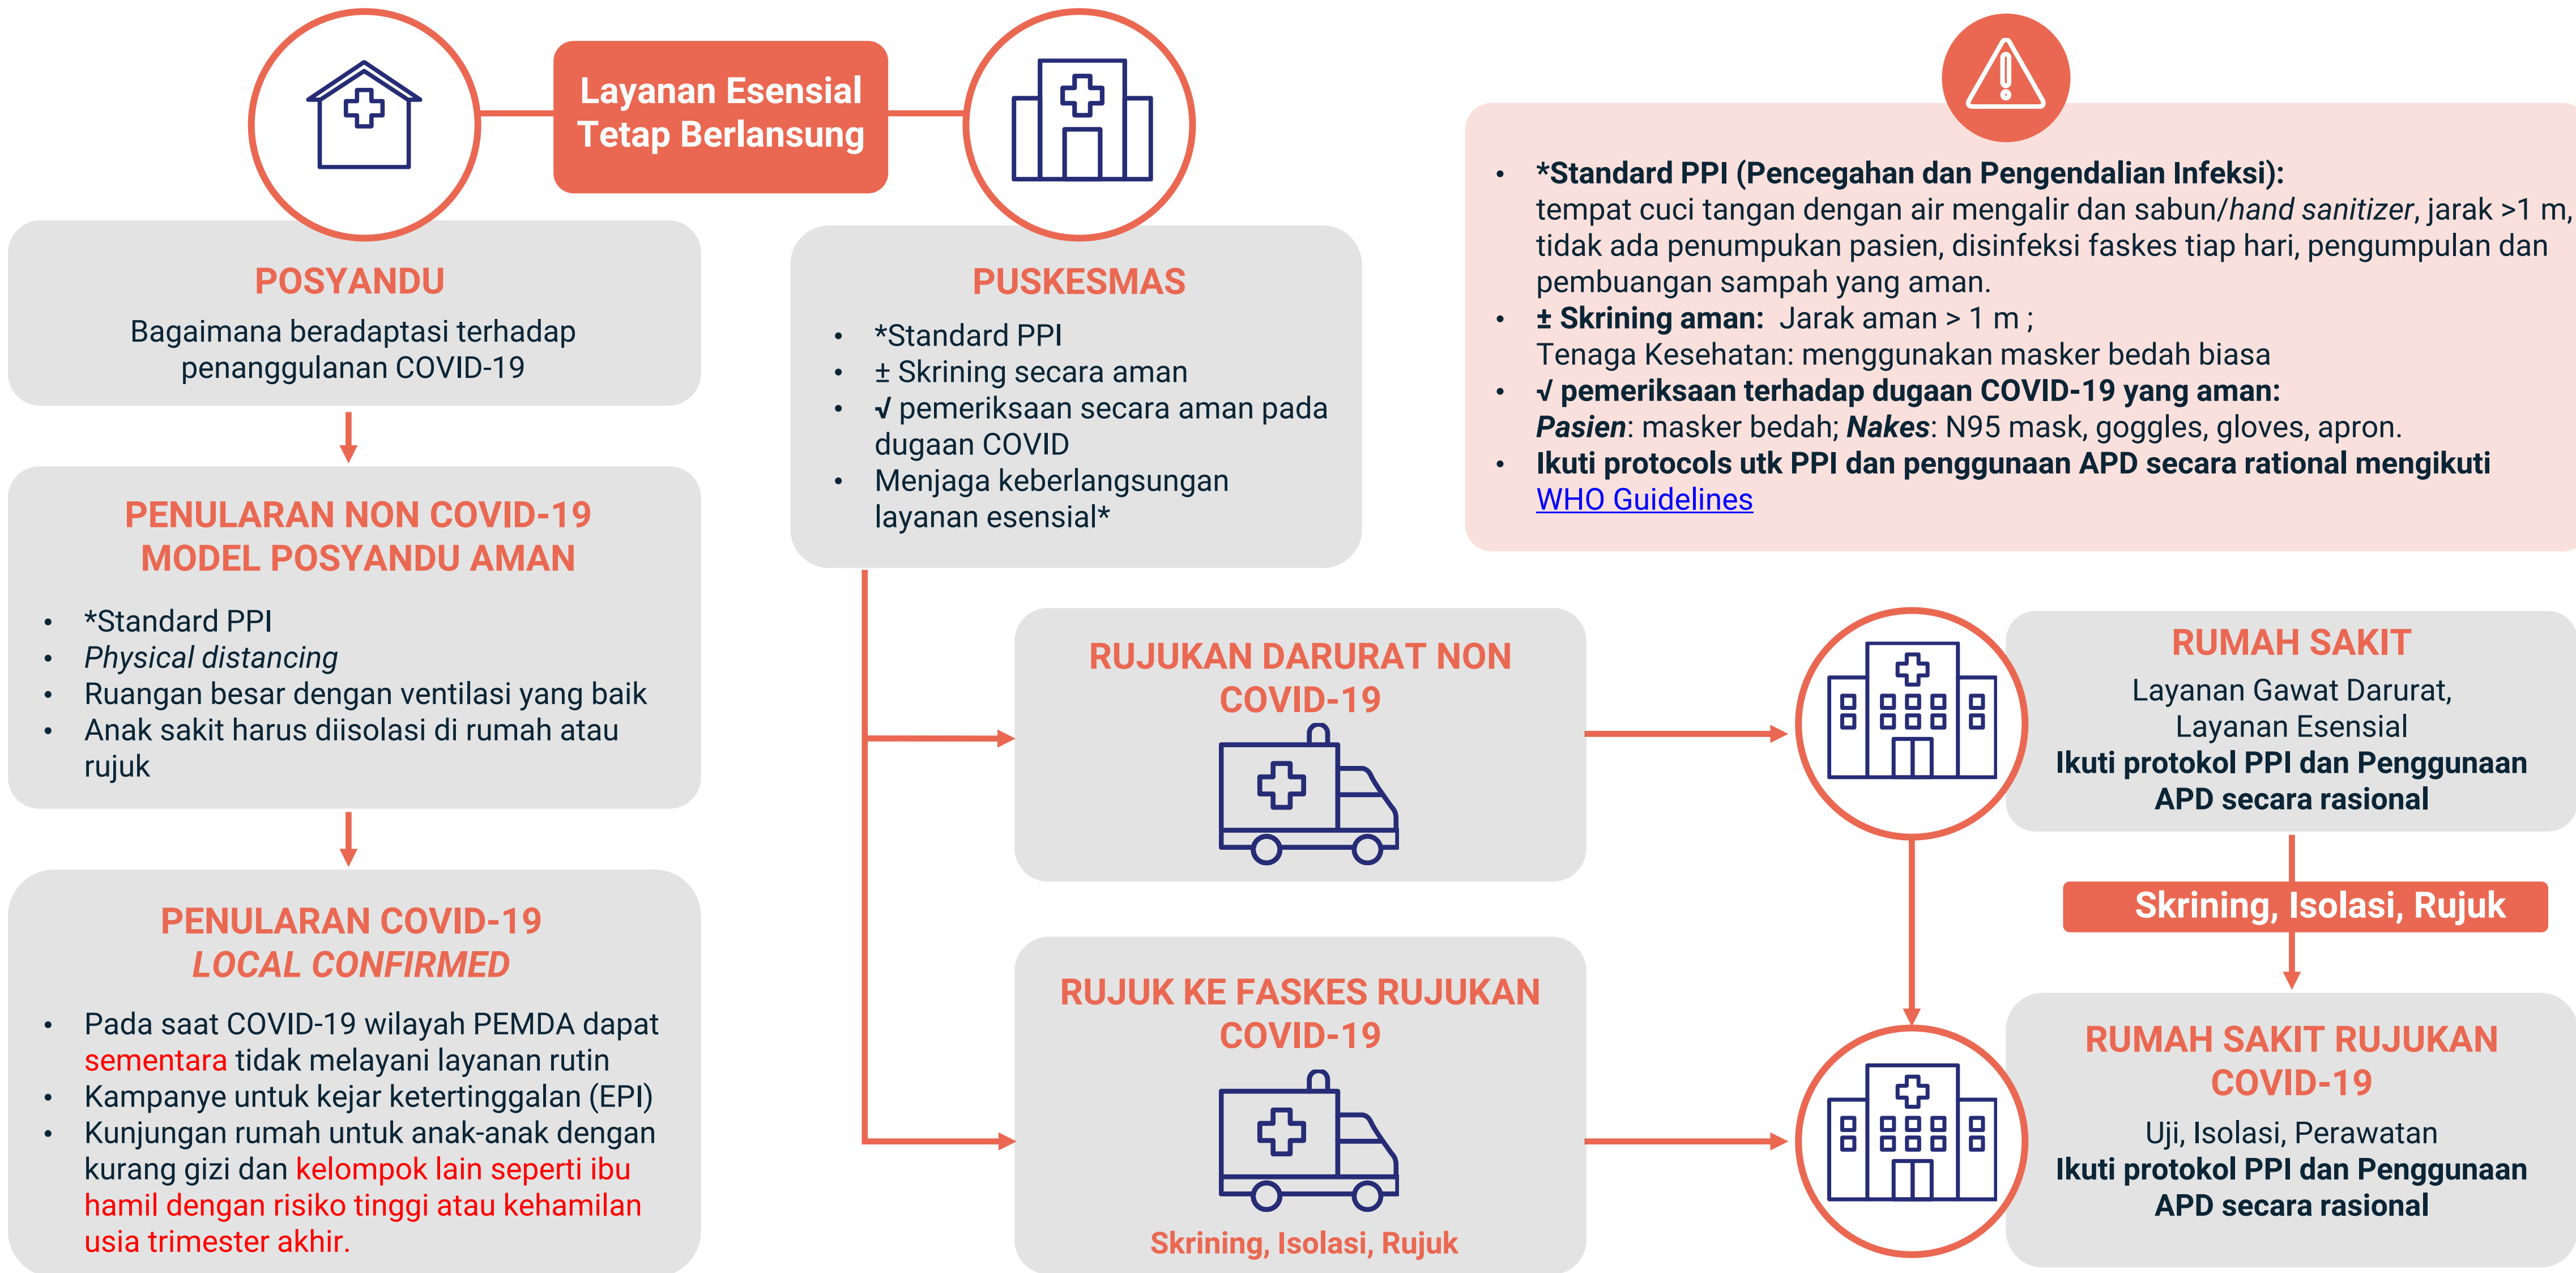 Layanan Esensial
Tetap Berlansung
POSYANDU
Bagaimana beradaptasi terhadap
penanggulanan COVID-19
PENULARAN NON COVID-19
MODEL POSYANDU AMAN
• *Standard PPI
• Physical distancing
• Ruangan besar dengan ventilasi yang baik
• Anak sakit harus diisolasi di rumah atau
rujuk
PENULARAN COVID-19
LOCAL CONFIRMED
• Pada saat COVID-19 wilayah PEMDA dapat
sementara tidak melayani layanan rutin
• Kampanye untuk kejar ketertinggalan (EPI)
• Kunjungan rumah untuk anak-anak dengan
kurang gizi dan kelompok lain seperti ibu
hamil dengan risiko tinggi atau kehamilan
usia trimester akhir.
PUSKESMAS
• *Standard PPI
• ± Skrining secara aman
• √ pemeriksaan secara aman pada
dugaan COVID
• Menjaga keberlangsungan
layanan esensial*
• *Standard PPI (Pencegahan dan Pengendalian Infeksi):
tempat cuci tangan dengan air mengalir dan sabun/hand sanitizer, jarak >1 m,
tidak ada penumpukan pasien, disinfeksi faskes tiap hari, pengumpulan dan
pembuangan sampah yang aman.
• ± Skrining aman: Jarak aman > 1 m ;
Tenaga Kesehatan: menggunakan masker bedah biasa
• √ pemeriksaan terhadap dugaan COVID-19 yang aman:
Pasien: masker bedah; Nakes: N95 mask, goggles, gloves, apron.
• Ikuti protocols utk PPI dan penggunaan APD secara rational mengikuti
WHO Guidelines
RUJUKAN DARURAT NON
COVID-19
RUJUK KE FASKES RUJUKAN
COVID-19
Skrining, Isolasi, Rujuk
RUMAH SAKIT
Layanan Gawat Darurat,
Layanan Esensial
Ikuti protokol PPI dan Penggunaan
APD secara rasional
Skrining, Isolasi, Rujuk
RUMAH SAKIT RUJUKAN
COVID-19
Uji, Isolasi, Perawatan
Ikuti protokol PPI dan Penggunaan
APD secara rasional